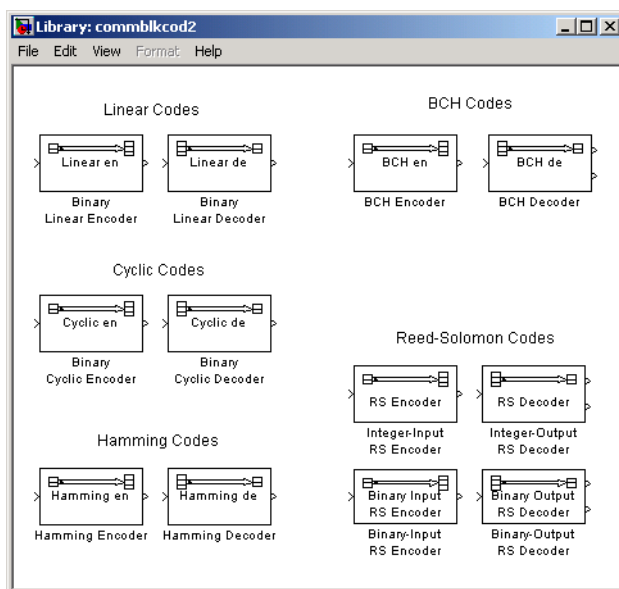 Library: commblkcod2
File Edit View Format Help
Linear Codes
Linear en
Linear de
Binary
Linear Encoder
Binary
Linear Decoder
BCH Codes
BCH en
BCH de
BCH Encoder
BCH Decoder
Cyclic Codes
Cyclic en
Cyclic de
Binary
Cyclic Encoder
Binary
Cyclic Decoder
Reed-Solomon Codes
RS Encoder
RS Decoder
Integer-Input
RS Encoder
Integer-Output
RS Decoder
Hamming Codes
Hamming en
Hamming de
Hamming Encoder
Hamming Decoder
Binary Input
RS Encoder
Binary Output
RS Decoder
Binary-Input
RS Encoder
Binary-Output
RS Decoder